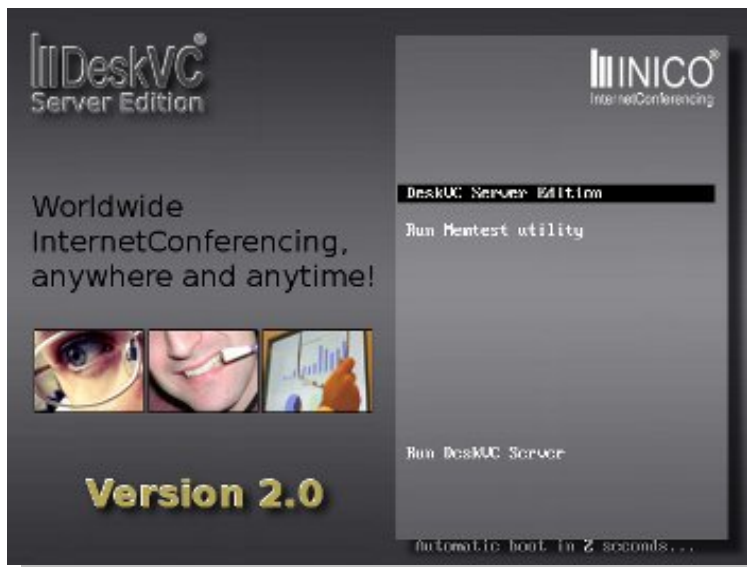 DeskVC®
Server Edition
INICO®
InternetConferencing
Worldwide
InternetConferencing,
anywhere and anytime!
Version 2.0
DeskVC Server Edition
Run Memtest utility
Run DeskVC Server
Automatic boot in 2 seconds...